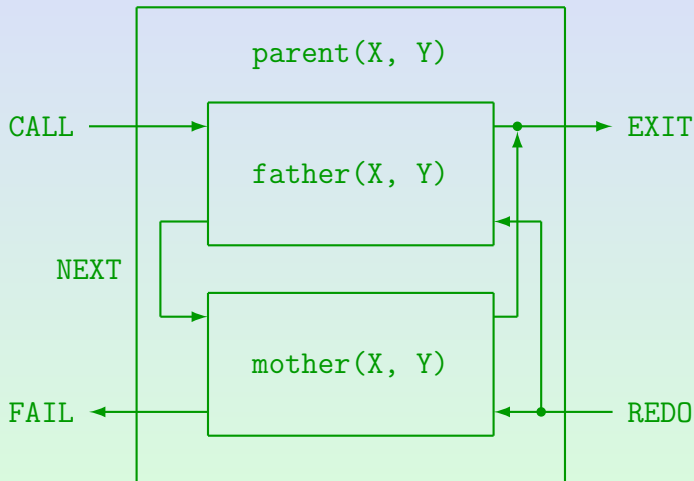 parent(X, Y)
CALL
EXIT
father(X, Y)
NEXT
mother(X, Y)
FAIL
REDO